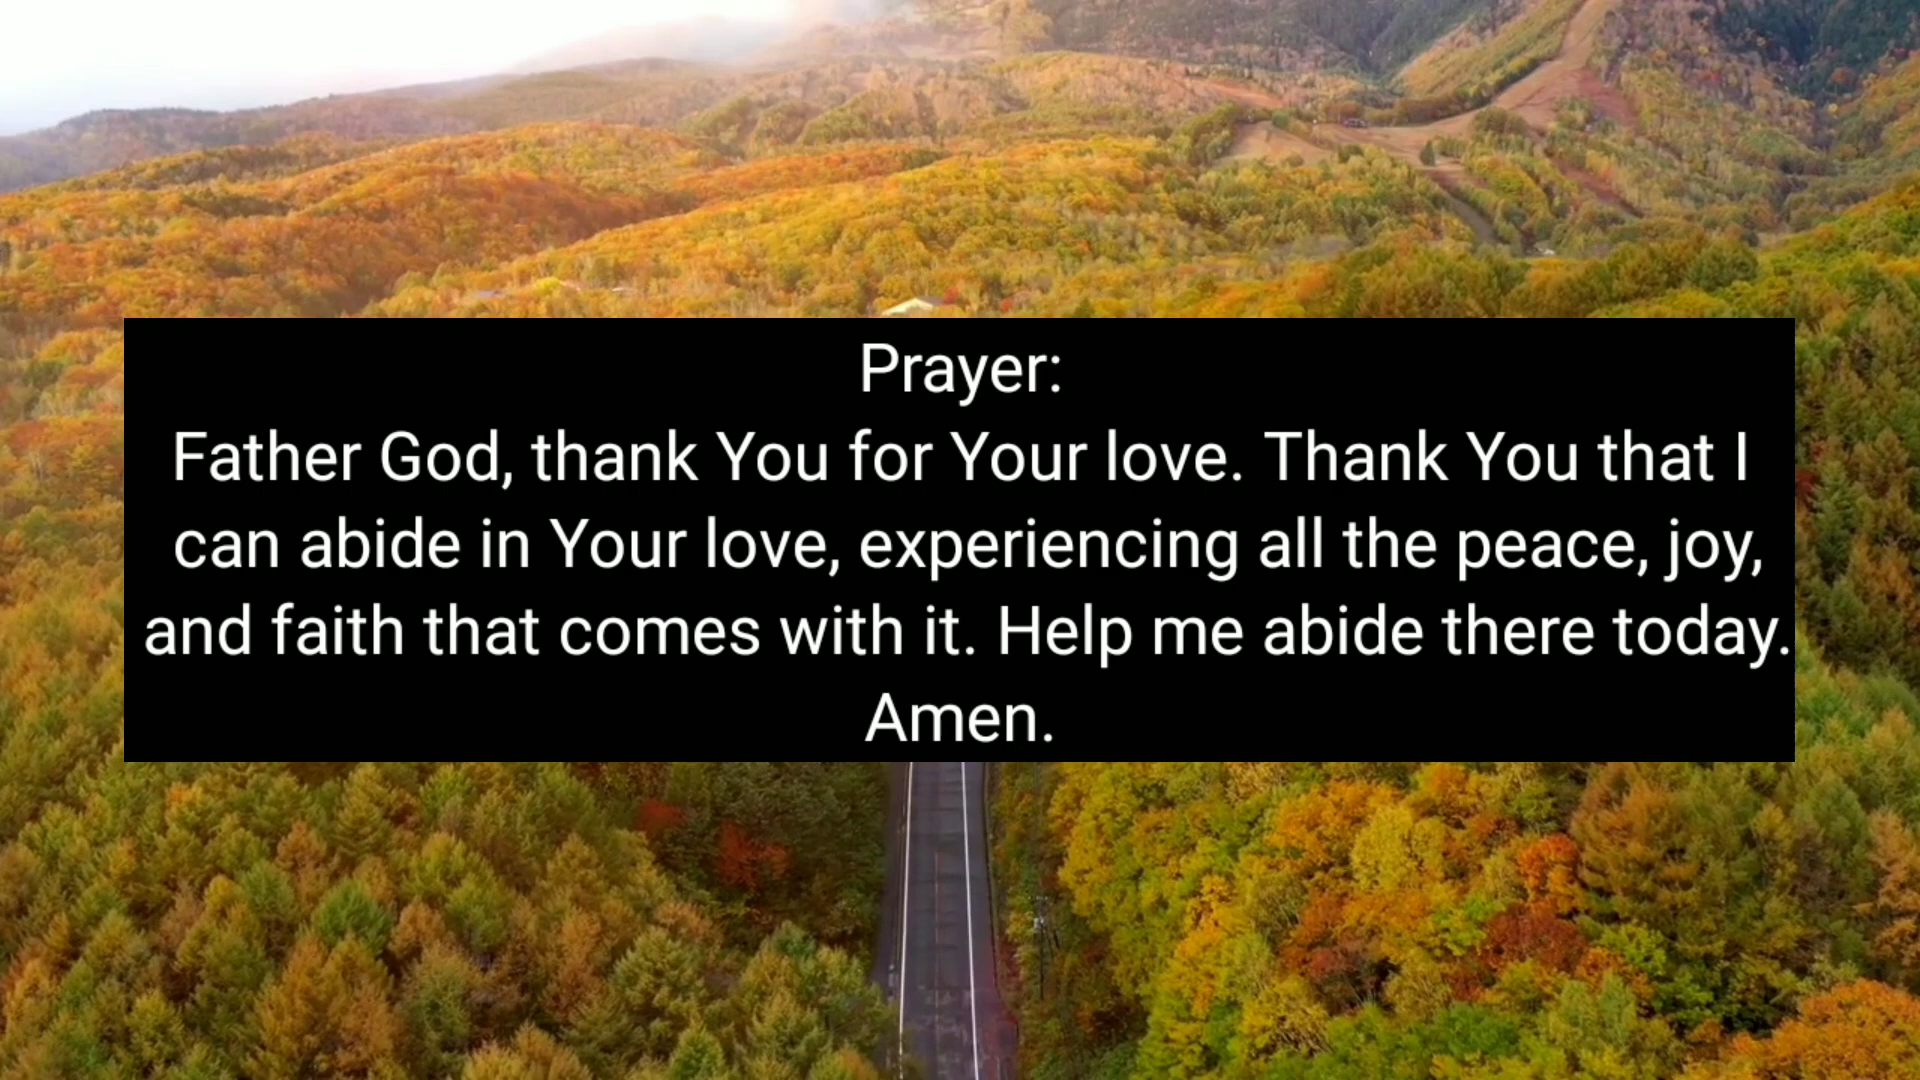 Prayer:
Father God, thank You for Your love. Thank You that I
can abide in Your love, experiencing all the peace, joy,
and faith that comes with it. Help me abide there today.
Amen.